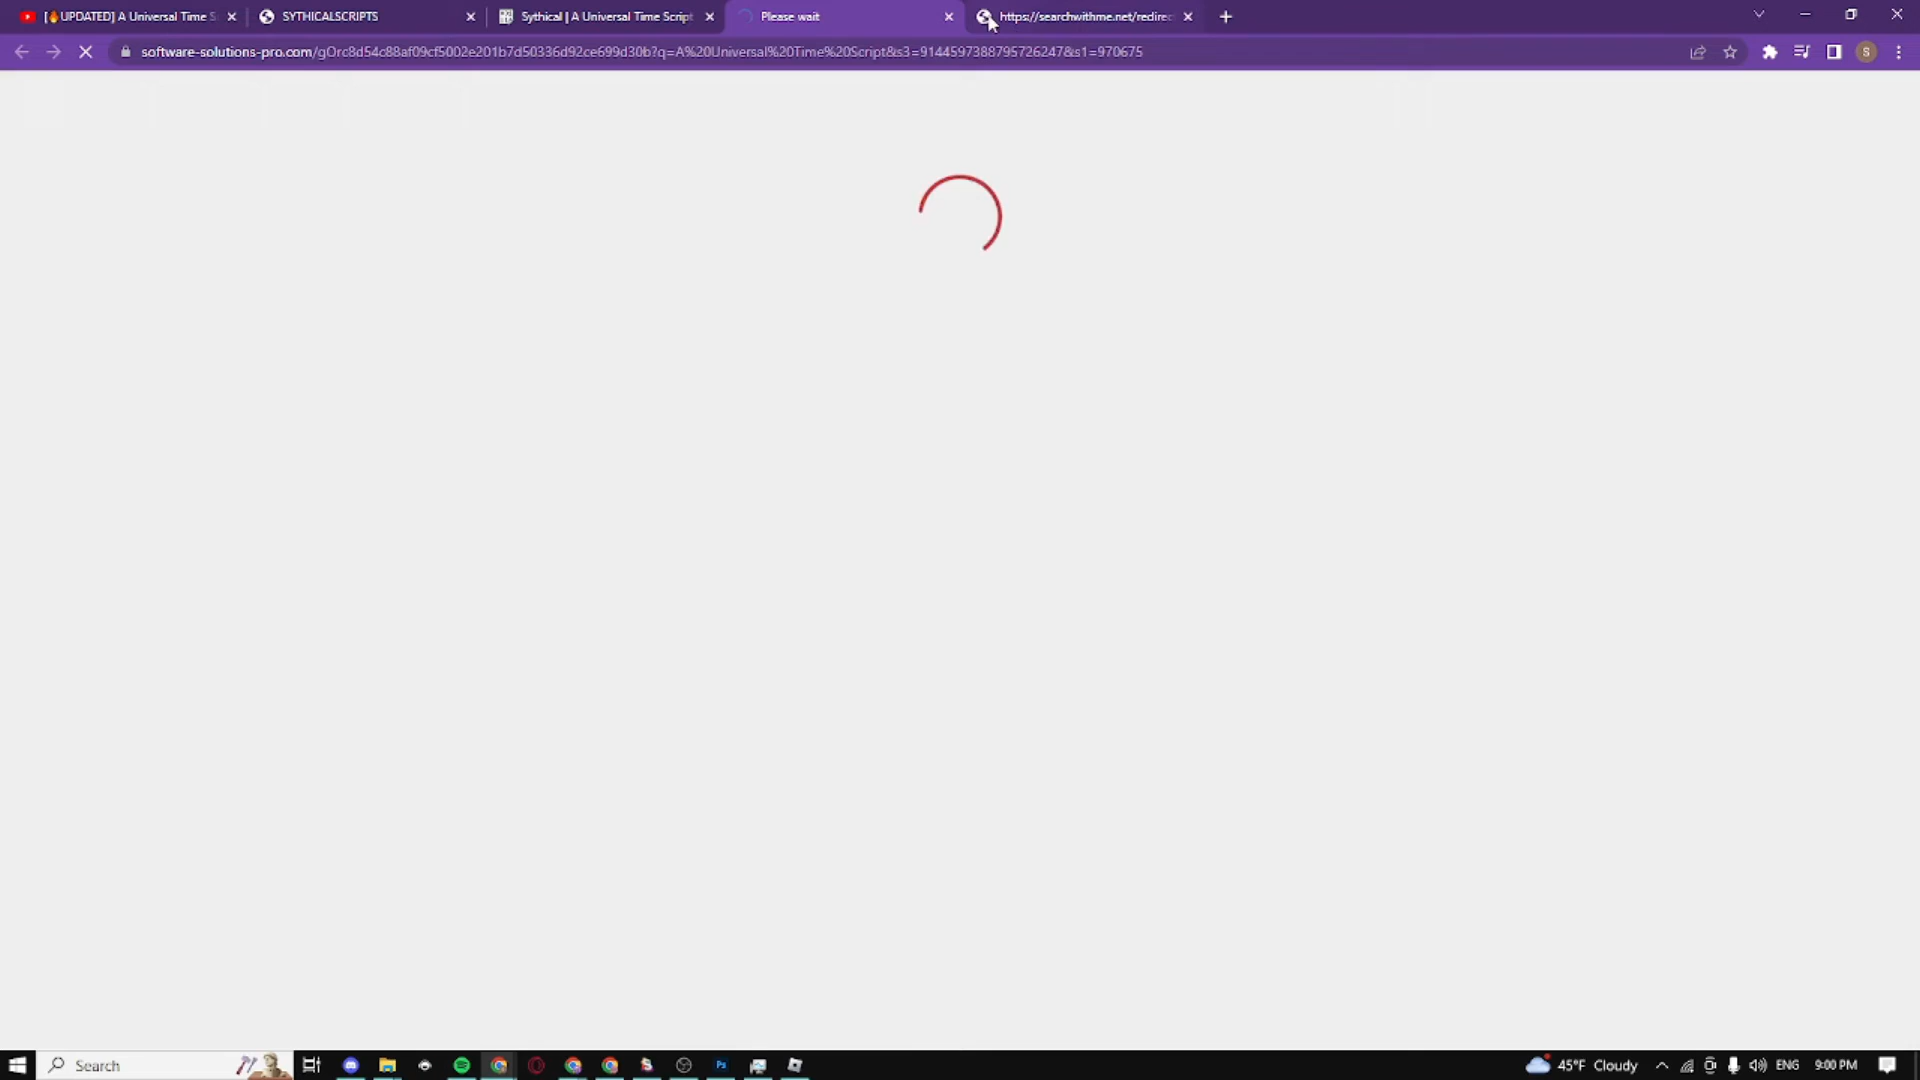 [🔥UPDATED] A Universal Time S
SYTHICALSCRIPTS
Sythical | A Universal Time Script
Please wait
https://searchwithme.net/redirec
software-solutions-pro.com/gOrc8d54c88af09cf5002e201b7d50336d92ce699d30b?q=A%20Universal%20Time%20Script&s3=9144597388795726247&s1=970675
S
Search
45°F Cloudy
ENG
9:00 PM